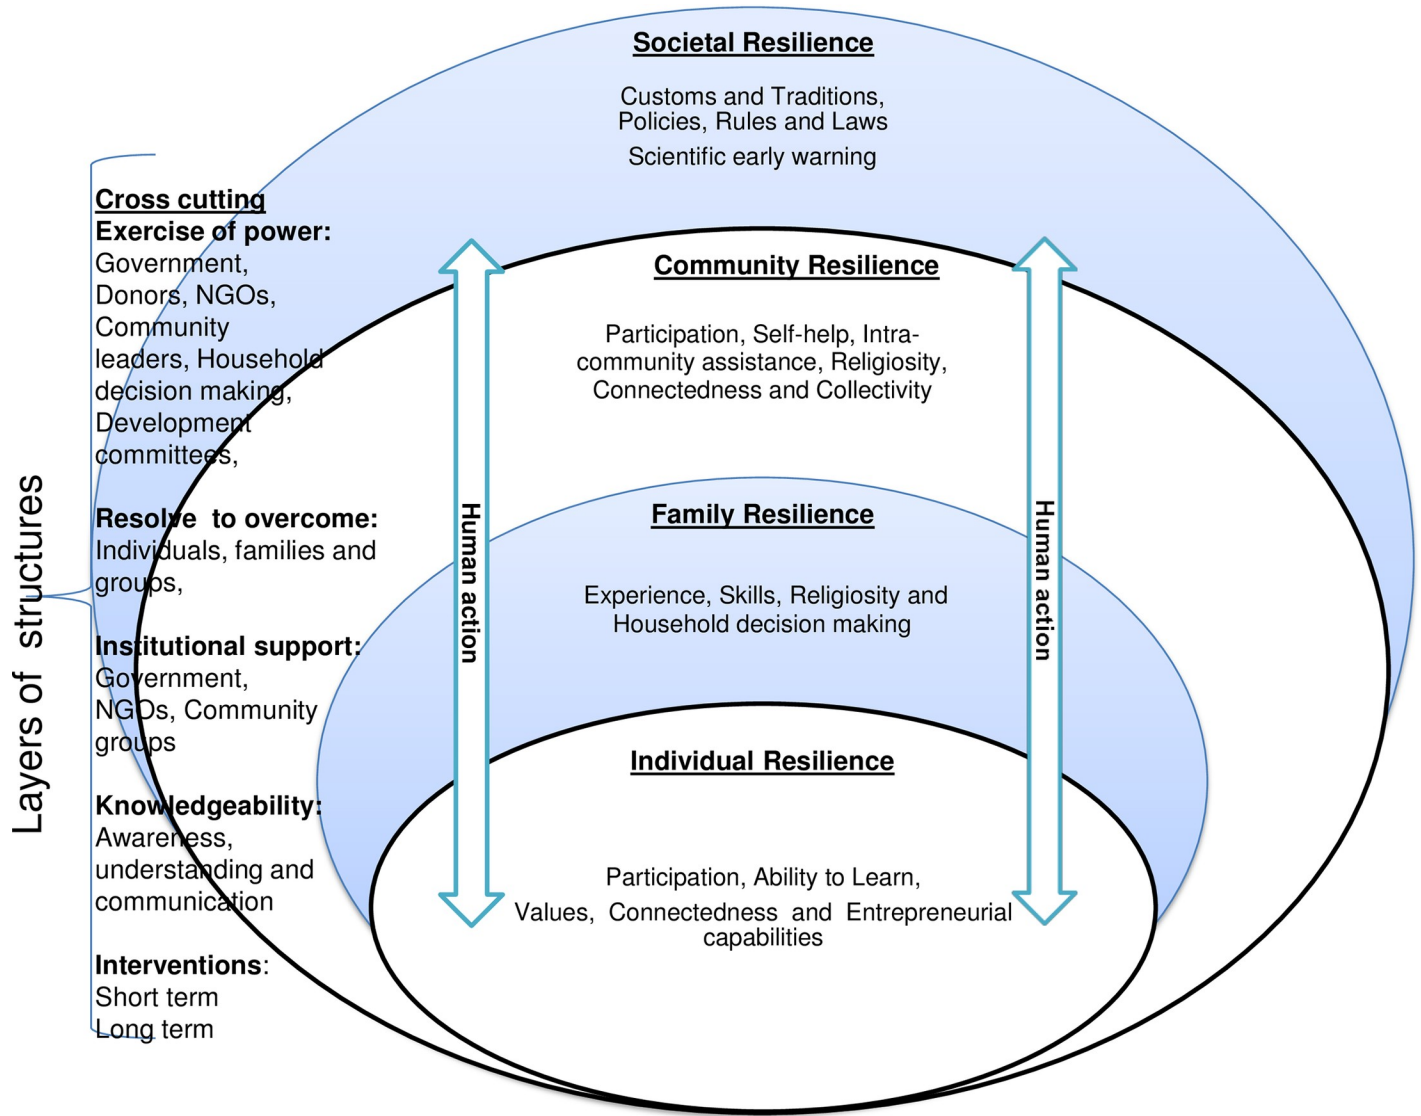 Societal Resilience
Customs and Traditions,
Policies, Rules and Laws
Scientific early warning
Layers of structures
Cross cutting
Exercise of power:
Government,
Donors, NGOs,
Community
leaders, Household
decision making,
Development
committees,
Resolve to overcome:
Individuals, families and
groups,
Institutional support:
Government,
NGOs, Community
groups
Knowledgeability:
Awareness,
understanding and
communication
Interventions:
Short term
Long term
Community Resilience
Participation, Self-help, Intra-
community assistance, Religiosity,
Connectedness and Collectivity
Human action
Human action
Family Resilience
Experience, Skills, Religiosity and
Household decision making
Individual Resilience
Participation, Ability to Learn,
Values, Connectedness and Entrepreneurial
capabilities